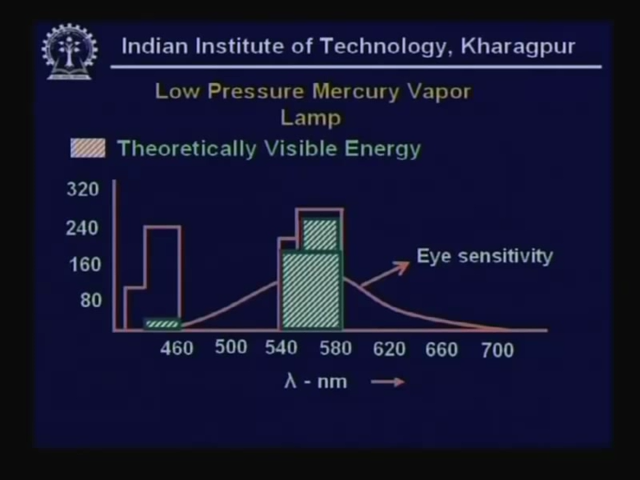 Indian Institute of Technology, Kharagpur
Low Pressure Mercury Vapor
Lamp
Theoretically Visible Energy
320
240
160
80
Eye sensitivity
460 500 540 580 620 660 700
λ - nm